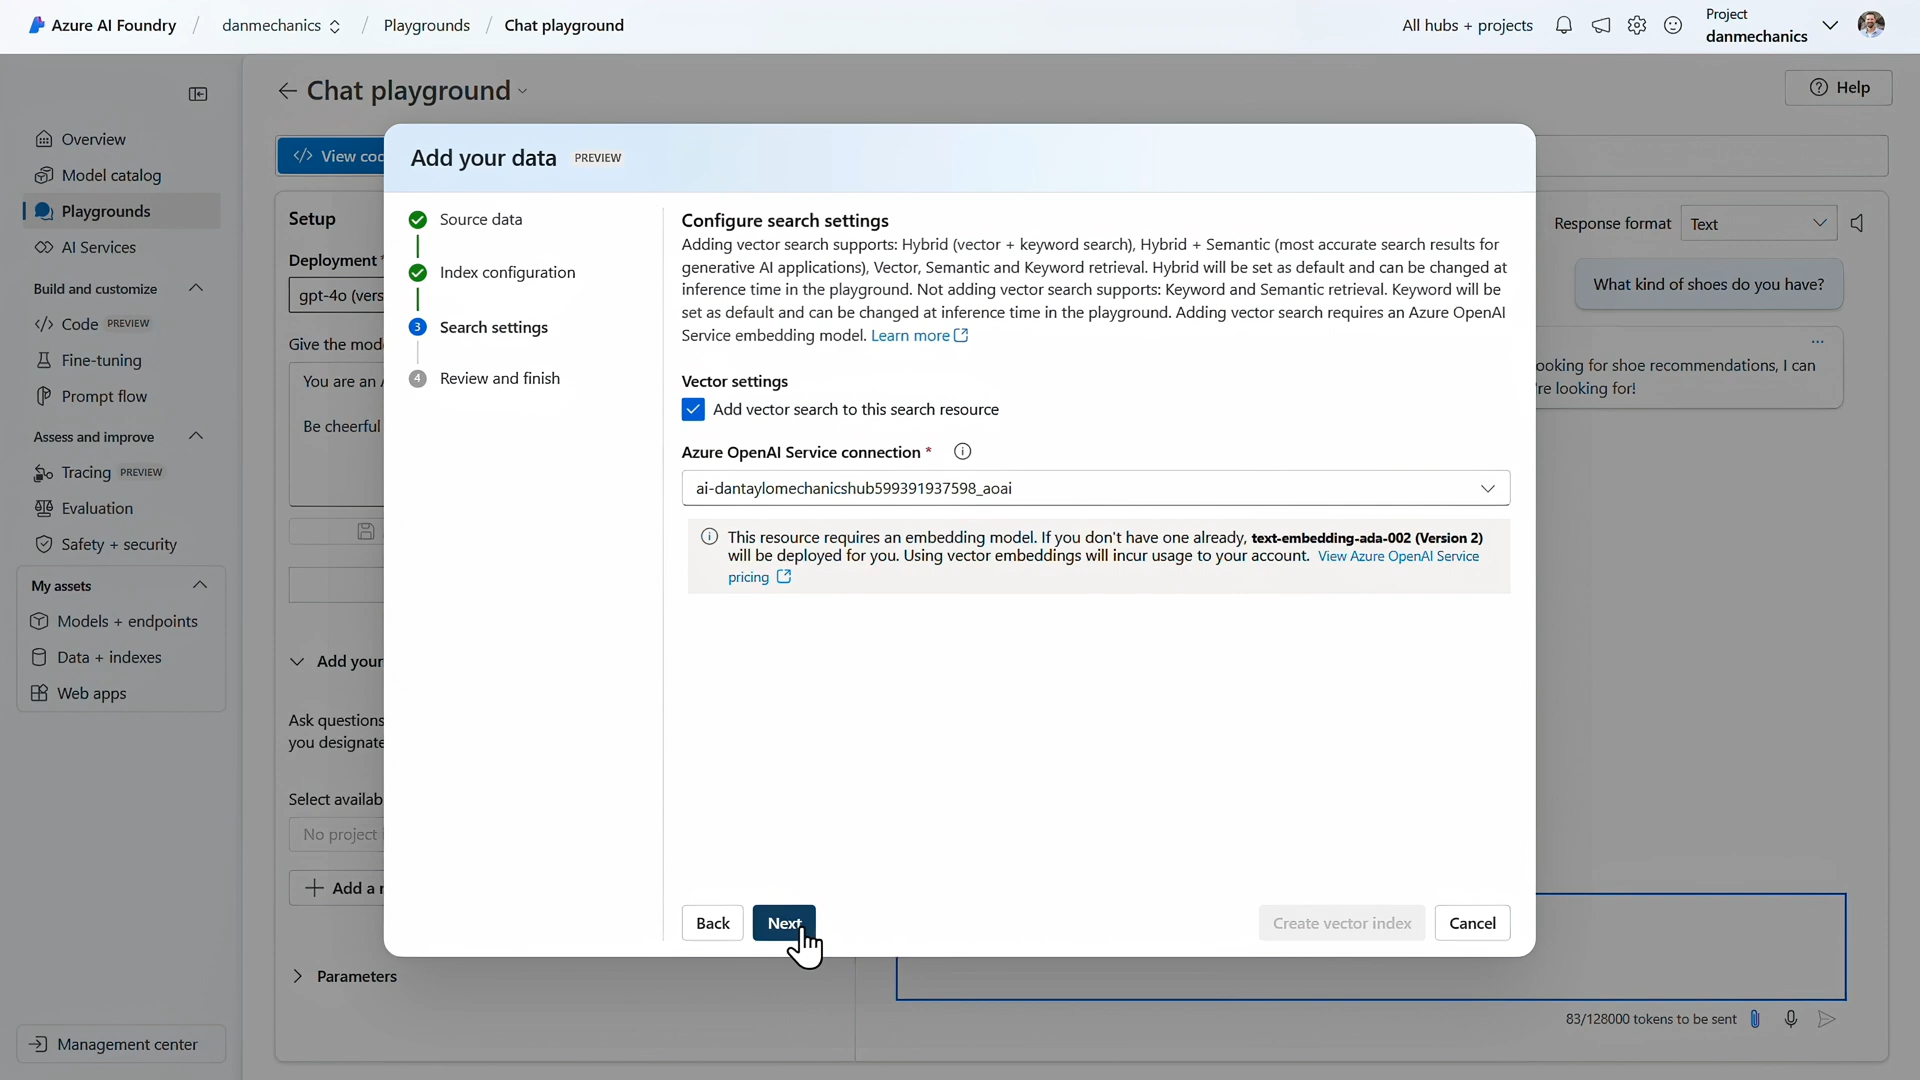 Azure AI Foundry / danmechanics / Playgrounds / Chat playground
All hubs + projects
Project
danmechanics
Overview
Model catalog
Playgrounds
AI Services
Build and customize
Code PREVIEW
Fine-tuning
Prompt flow
Assess and improve
Tracing PREVIEW
Evaluation
Safety + security
My assets
Models + endpoints
Data + indexes
Web apps
Management center
Chat playground
Help
View cod
Setup
Deployment *
gpt-4o (vers
Give the mod
You are an A
Be cheerful
Add your
Ask questions
you designate
Select availab
No project i
Add a n
Parameters
Add your data PREVIEW
Source data
Index configuration
3 Search settings
4 Review and finish
Configure search settings
Adding vector search supports: Hybrid (vector + keyword search), Hybrid + Semantic (most accurate search results for
generative AI applications), Vector, Semantic and Keyword retrieval. Hybrid will be set as default and can be changed at
inference time in the playground. Not adding vector search supports: Keyword and Semantic retrieval. Keyword will be
set as default and can be changed at inference time in the playground. Adding vector search requires an Azure OpenAI
Service embedding model. Learn more
Vector settings
Add vector search to this search resource
Azure OpenAI Service connection *
ai-dantaylomechanicshub599391937598_aoai
This resource requires an embedding model. If you don't have one already, text-embedding-ada-002 (Version 2)
will be deployed for you. Using vector embeddings will incur usage to your account. View Azure OpenAI Service
pricing
Back
Next
Create vector index
Cancel
Response format
Text
What kind of shoes do you have?
ooking for shoe recommendations, I can
're looking for!
83/128000 tokens to be sent